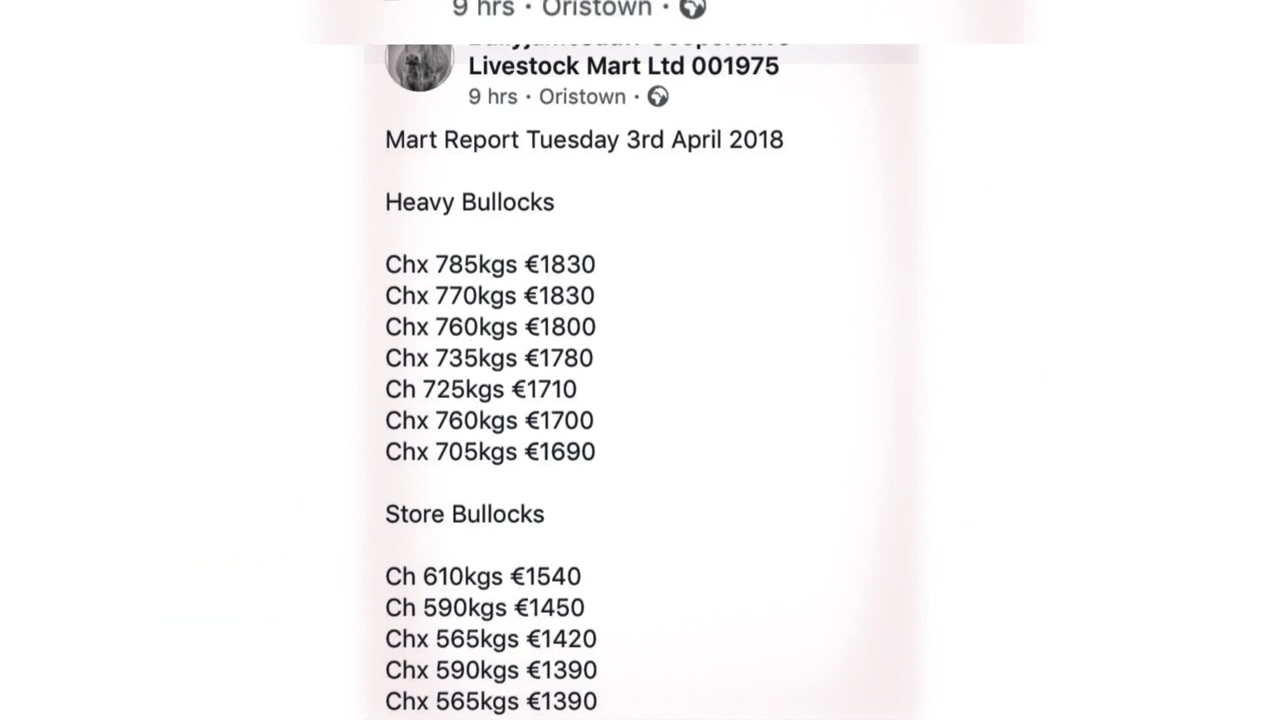 9 hrs · Oristown ·
Livestock Mart Ltd 001975
9 hrs · Oristown ·
Mart Report Tuesday 3rd April 2018
Heavy Bullocks
Chx 785kgs €1830
Chx 770kgs €1830
Chx 760kgs €1800
Chx 735kgs €1780
Ch 725kgs €1710
Chx 760kgs €1700
Chx 705kgs €1690
Store Bullocks
Ch 610kgs €1540
Ch 590kgs €1450
Chx 565kgs €1420
Chx 590kgs €1390
Chx 565kgs €1390